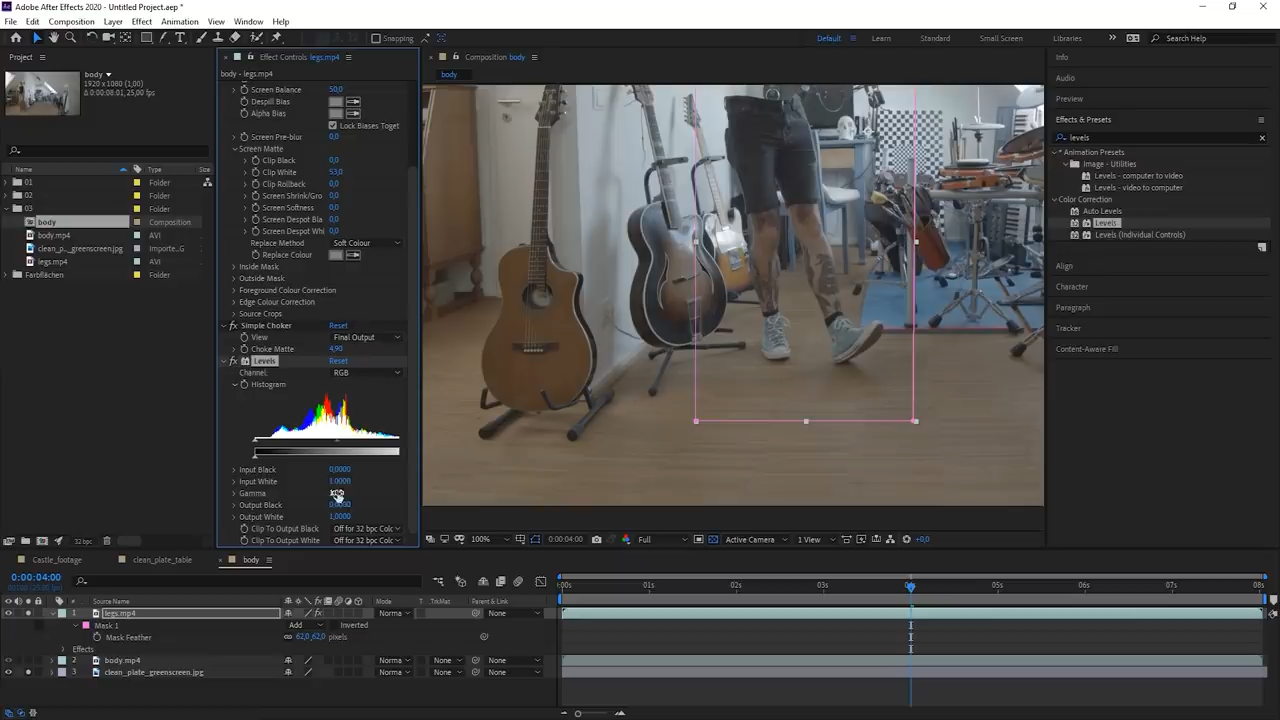 Adobe After Effects 2020 - Untitled Project.aep *
File Edit Composition Layer Effect Animation View Window Help
Snapping Default Learn Standard Small Screen Libraries Search Help
Project
body
1920 x 1080 (1,00)
Δ 0:00:08:01, 25,00 fps
Name Type
01 Folder
02 Folder
03 Folder
body Composition
body.mp4 AVI
clean_p.._greenscreen.jpg Importe...G
legs.mp4 AVI
Farbflächen Folder
32 bpc
Effect Controls legs.mp4
body • legs.mp4
Screen Balance 50,0
Despill Bias
Alpha Bias
Lock Biases Toget
Screen Pre-blur 0,0
Screen Matte
Clip Black 0,0
Clip White 53,0
Clip Rollback 0,0
Screen Shrink/Gro 0,0
Screen Softness 0,0
Screen Despot Bla 0,0
Screen Despot Whi 0,0
Replace Method Soft Colour
Replace Colour
Inside Mask
Outside Mask
Foreground Colour Correction
Edge Colour Correction
Source Crops
fx Simple Choker Reset
View Final Output
Choke Matte 4,90
fx Levels Reset
Channel: RGB
Histogram
Input Black 0,0000
Input White 1,0000
Gamma
Output Black 0,0000
Output White 1,0000
Clip To Output Black Off for 32 bpc Colc
Clip To Output White Off for 32 bpc Colc
Composition body
body
100% 0:00:04:00 Full Active Camera 1 View +0,0
Info
Audio
Preview
Effects & Presets
levels
* Animation Presets
Image - Utilities
Levels - computer to video
Levels - video to computer
Color Correction
Auto Levels
Levels
Levels (Individual Controls)
Align
Character
Paragraph
Tracker
Content-Aware Fill
Castle_footage clean_plate_table body
0:00:04:00
:00s 01s 02s 03s 05s 06s 07s 08s
# Source Name Mode T TrkMat Parent & Link
1 legs.mp4 Norma None
Mask 1 Add Inverted
Mask Feather 62,0,62,0 pixels
Effects
2 body.mp4 Norma None None
3 clean_plate_greenscreen.jpg Norma None None